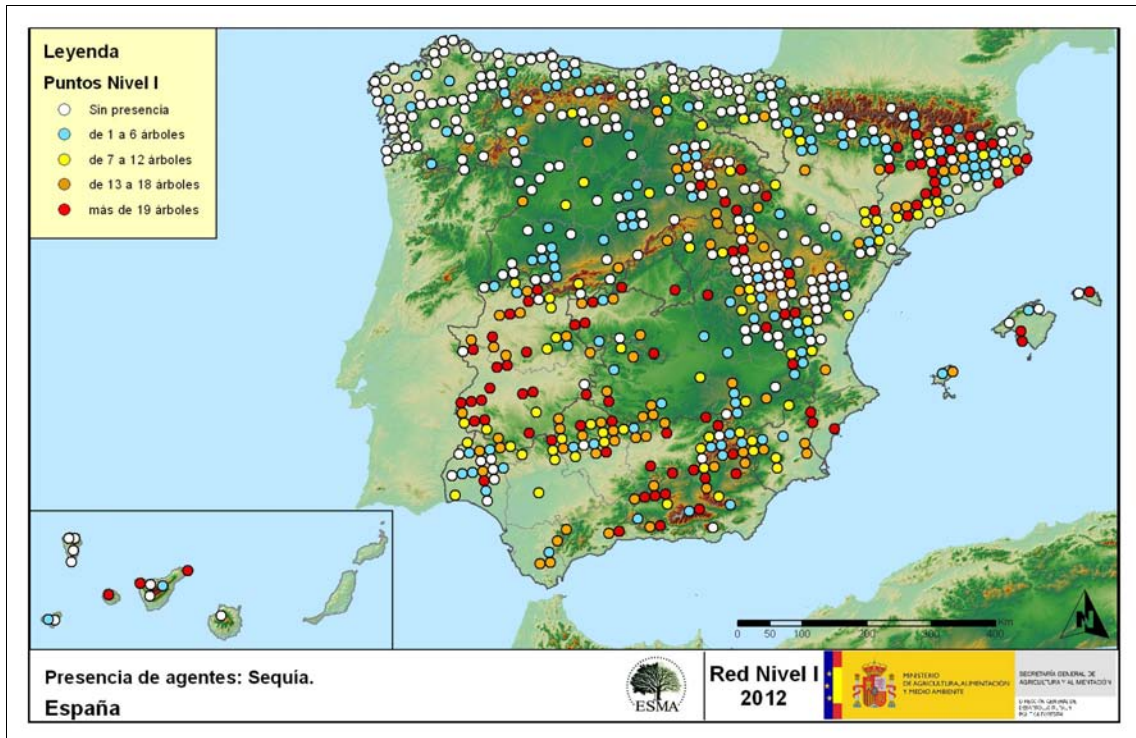 Leyenda
Puntos Nivel I
Sin presencia
de 1 a 6 árboles
de 7 a 12 árboles
de 13 a 18 árboles
más de 19 árboles
Km
0 50 100 200 300 400
N
Presencia de agentes: Sequía.
España
ESMA
Red Nivel I
2012
MINISTERIO
DE AGRICULTURA, ALIMENTACIÓN
Y MEDIO AMBIENTE
SECRETARÍA GENERAL DE
AGRICULTURA Y ALIMENTACIÓN